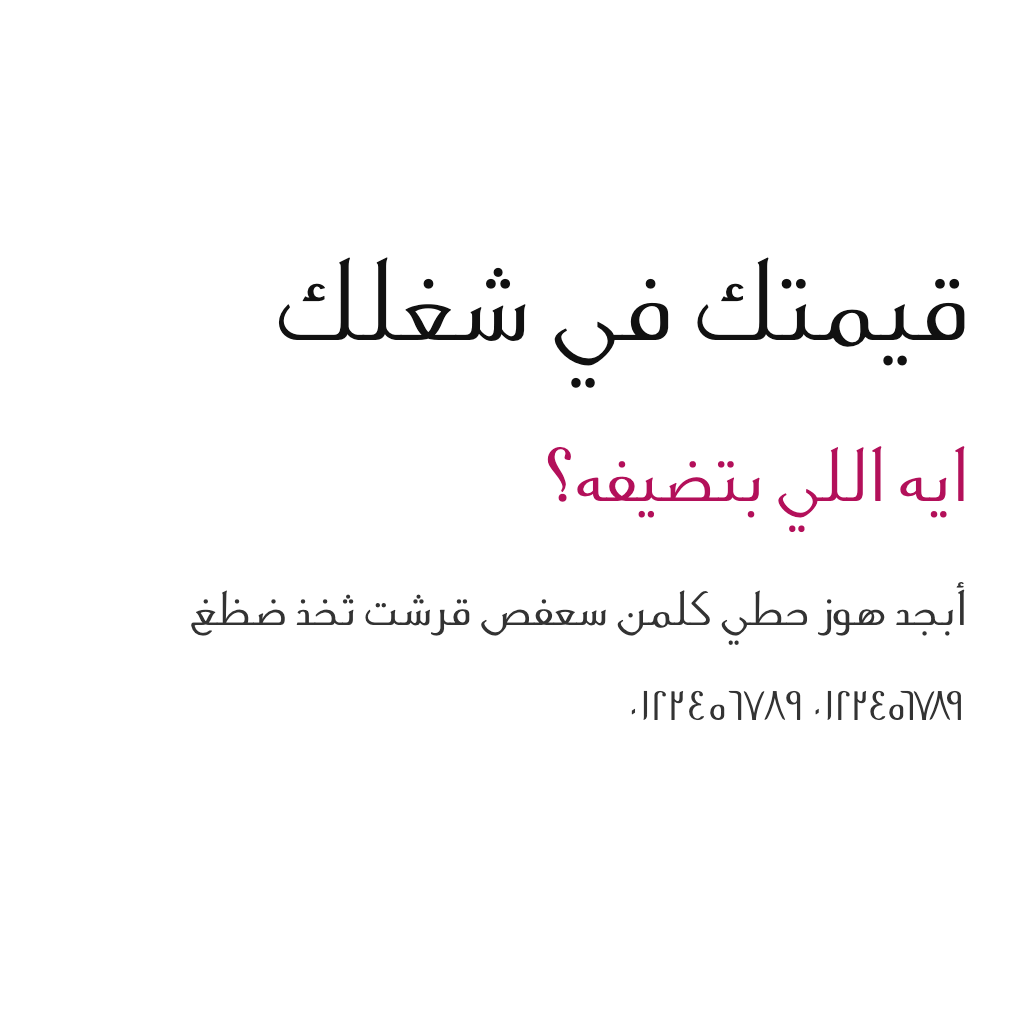 قيمتك في شغلك
ايه اللي بتضيفه؟
أبجد هوز حطي كلمن سعفص قرشت ثخذ ضظغ
٠١٢٣٤٥٦٧٨٩ ٠١٢٣٤٥٦٧٨٩